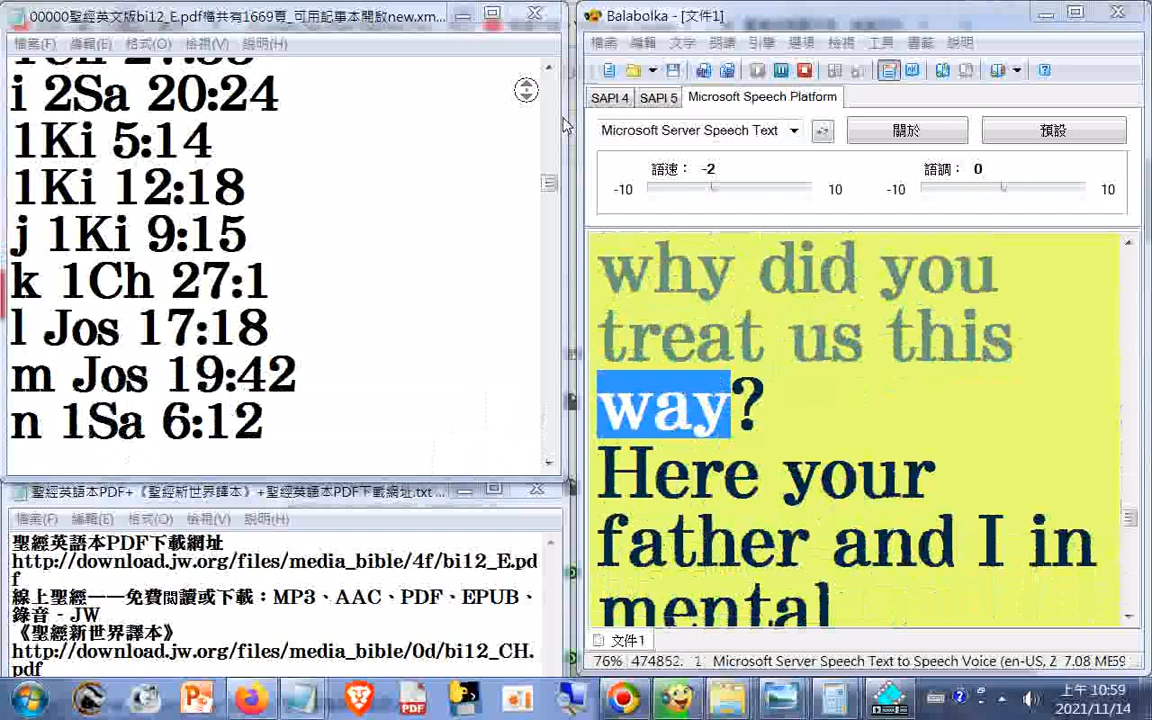 00000聖經英文版bi12_E.pdf檔共有1669頁_可用記事本開啟new.xm...
檔案(F) 編輯(E) 格式(O) 檢視(V) 說明(H)
i 2Sa 20:24
1Ki 5:14
1Ki 12:18
j 1Ki 9:15
k 1Ch 27:1
l Jos 17:18
m Jos 19:42
n 1Sa 6:12
聖經英語本PDF+《聖經新世界譯本》+聖經英語本PDF下載網址.txt ...
檔案(F) 編輯(E) 格式(O) 檢視(V) 說明(H)
聖經英語本PDF下載網址
http://download.jw.org/files/media_bible/4f/bi12_E.pd
f
線上聖經——免費閱讀或下載：MP3、AAC、PDF、EPUB、
錄音 - JW
《聖經新世界譯本》
http://download.jw.org/files/media_bible/0d/bi12_CH.
pdf
Balabolka - [文件1]
檔案 編輯 文字 朗讀 引擎 選項 檢視 工具 書籤 說明
SAPI 4 SAPI 5 Microsoft Speech Platform
Microsoft Server Speech Text 關於 預設
語速： -2 語調： 0
-10 10 -10 10
why did you
treat us this
way?
Here your
father and I in
mental
文件1
76% 474852. 1 Microsoft Server Speech Text to Speech Voice (en-US, Z 7.08 ME59
上午 10:59
2021/11/14